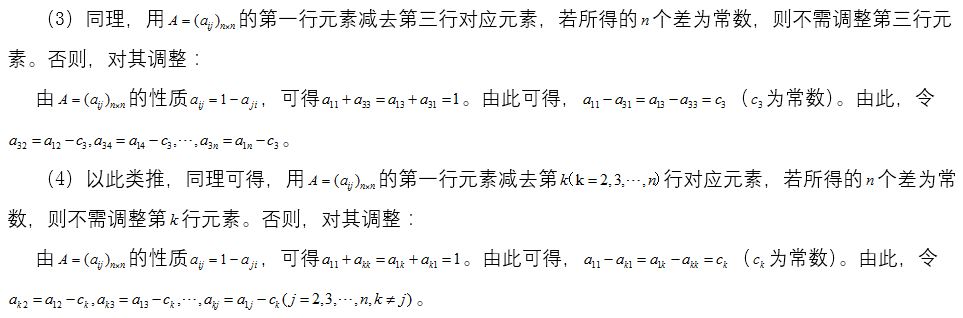 （3）同理，用 A = (a_{ij})_{n×n} 的第一行元素减去第三行对应元素，若所得的 n 个差为常数，则不需调整第三行元
素。否则，对其调整：
由 A = (a_{ij})_{n×n} 的性质 a_{ij} = 1 − a_{ji}，可得 a_{11} + a_{33} = a_{13} + a_{31} = 1。由此可得，a_{11} − a_{31} = a_{13} − a_{33} = c_3（c_3 为常数）。由此，令
a_{32} = a_{12} − c_3, a_{34} = a_{14} − c_3, ⋯, a_{3n} = a_{1n} − c_3。
（4）以此类推，同理可得，用 A = (a_{ij})_{n×n} 的第一行元素减去第 k(k = 2,3,⋯,n) 行对应元素，若所得的 n 个差为常
数，则不需调整第 k 行元素。否则，对其调整：
由 A = (a_{ij})_{n×n} 的性质 a_{ij} = 1 − a_{ji}，可得 a_{11} + a_{kk} = a_{1k} + a_{k1} = 1。由此可得，a_{11} − a_{k1} = a_{1k} − a_{kk} = c_k（c_k 为常数）。由此，令
a_{k2} = a_{12} − c_k, a_{k3} = a_{13} − c_k, ⋯, a_{kj} = a_{1j} − c_k (j = 2,3,⋯,n, k ≠ j)。